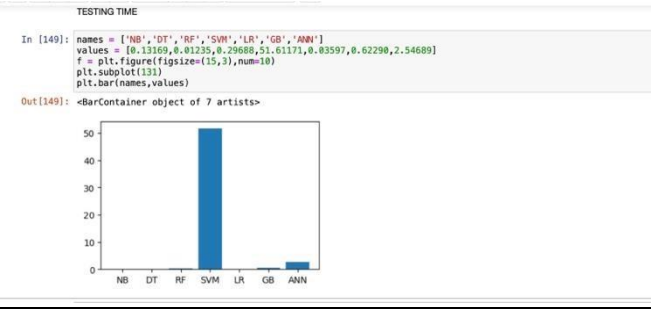 TESTING TIME
In [149]: names = ['NB','DT','RF','SVM','LR','GB','ANN']
values = [0.13169,0.01235,0.29688,51.61171,0.03597,0.62290,2.54689]
f = plt.figure(figsize=(15,3),num=10)
plt.subplot(131)
plt.bar(names,values)
Out[149]: <BarContainer object of 7 artists>
50
40
30
20
10
0
NB DT RF SVM LR GB ANN